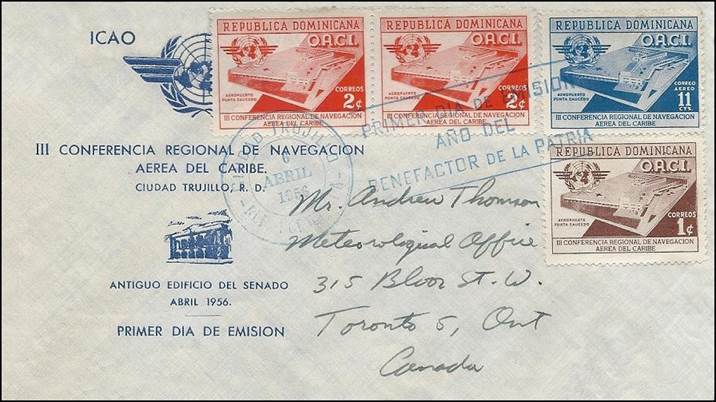 ICAO
III CONFERENCIA REGIONAL DE NAVEGACION
AEREA DEL CARIBE.
CIUDAD TRUJILLO, R. D.
ANTIGUO EDIFICIO DEL SENADO
ABRIL 1956.
PRIMER DIA DE EMISION
REPUBLICA DOMINICANA
O.A.C.I.
AEROPUERTO
PUNTA CAUCEDO
CORREOS
2¢
III CONFERENCIA REGIONAL DE NAVEGACION
AEREA DEL CARIBE
REPUBLICA DOMINICANA
O.A.C.I.
AEROPUERTO
PUNTA CAUCEDO
CORREOS
2¢
III CONFERENCIA REGIONAL DE NAVEGACION
AEREA DEL CARIBE
REPUBLICA DOMINICANA
O.A.C.I.
AEROPUERTO
PUNTA CAUCEDO
CORREO
AEREO
11
CTS.
III CONFERENCIA REGIONAL DE NAVEGACION
AEREA DEL CARIBE
REPUBLICA DOMINICANA
O.A.C.I.
AEROPUERTO
PUNTA CAUCEDO
CORREOS
1¢
III CONFERENCIA REGIONAL DE NAVEGACION
AEREA DEL CARIBE
TRUJILLO
6
ABRIL
1956
PRIMER DIA DE
AÑO DEL
BENEFACTOR DE LA PATRIA
Mr. Andrew Thomson
Meteorological Office
315 Bloor St. W.
Toronto 5, Ont
Canada